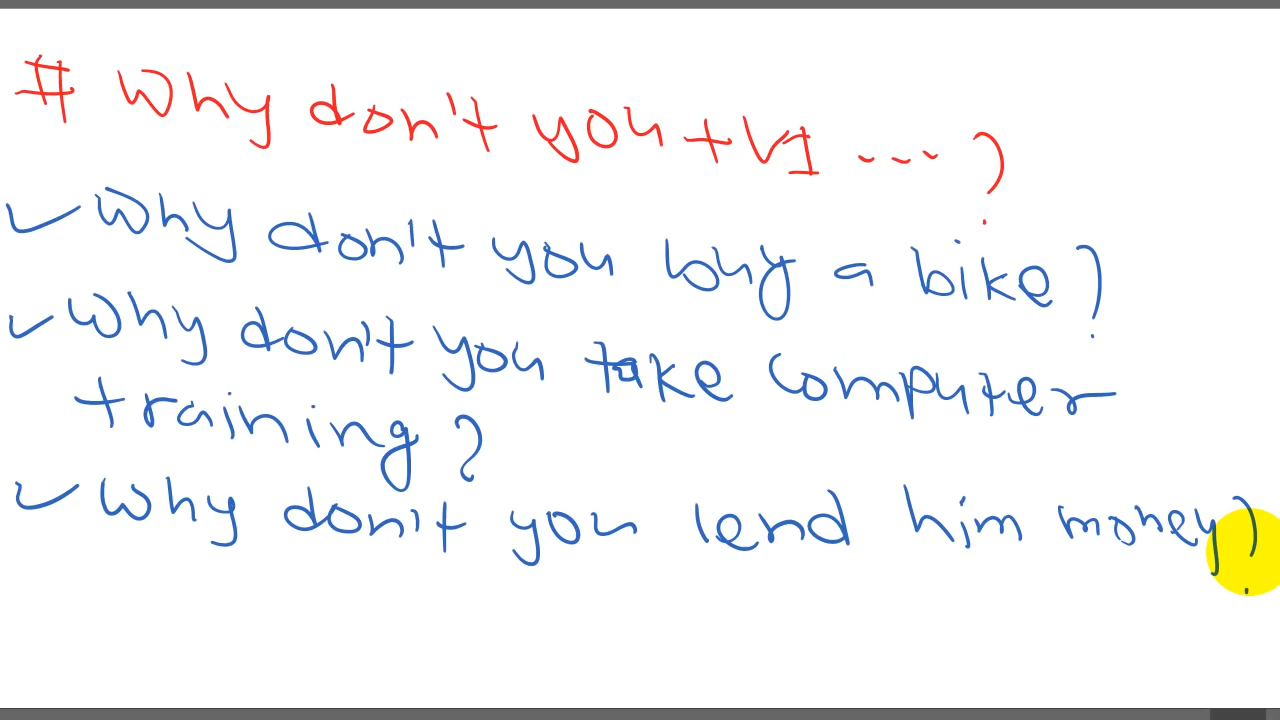 # Why don't you + V1 ... ?
✓ Why don't you buy a bike?
✓ Why don't you take computer
training?
✓ Why don't you lend him money?